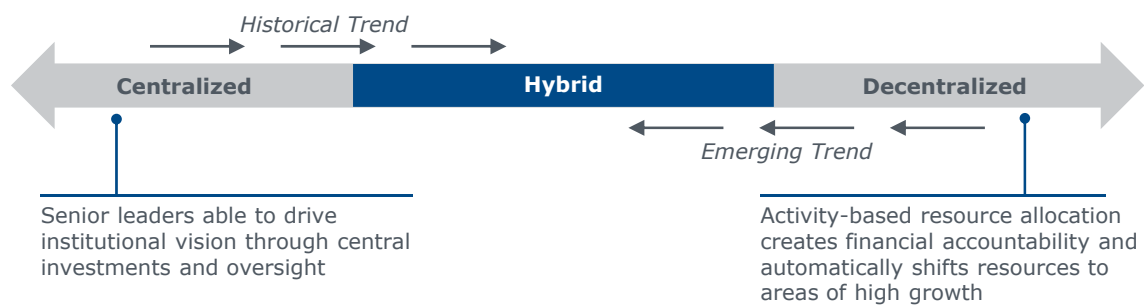 Historical Trend
Centralized
Hybrid
Decentralized
Emerging Trend
Senior leaders able to drive
institutional vision through central
investments and oversight
Activity-based resource allocation
creates financial accountability and
automatically shifts resources to
areas of high growth